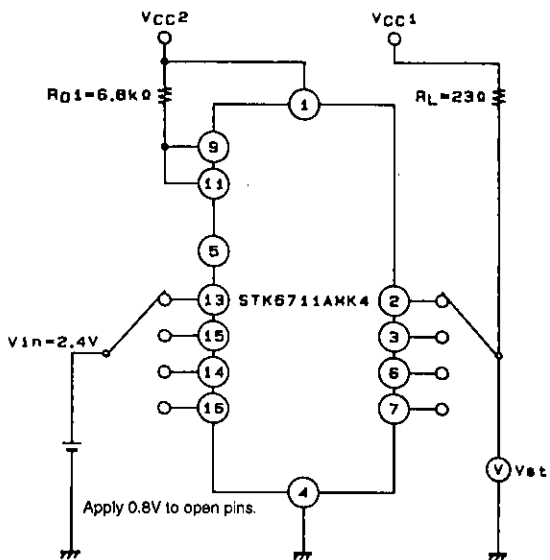 VCC2
VCC1
RO1=6.8kΩ
RL=23Ω
1
9
11
5
13
STK6711AMK4
2
Vin=2.4V
15
3
14
6
16
7
V
Vst
4
Apply 0.8V to open pins.